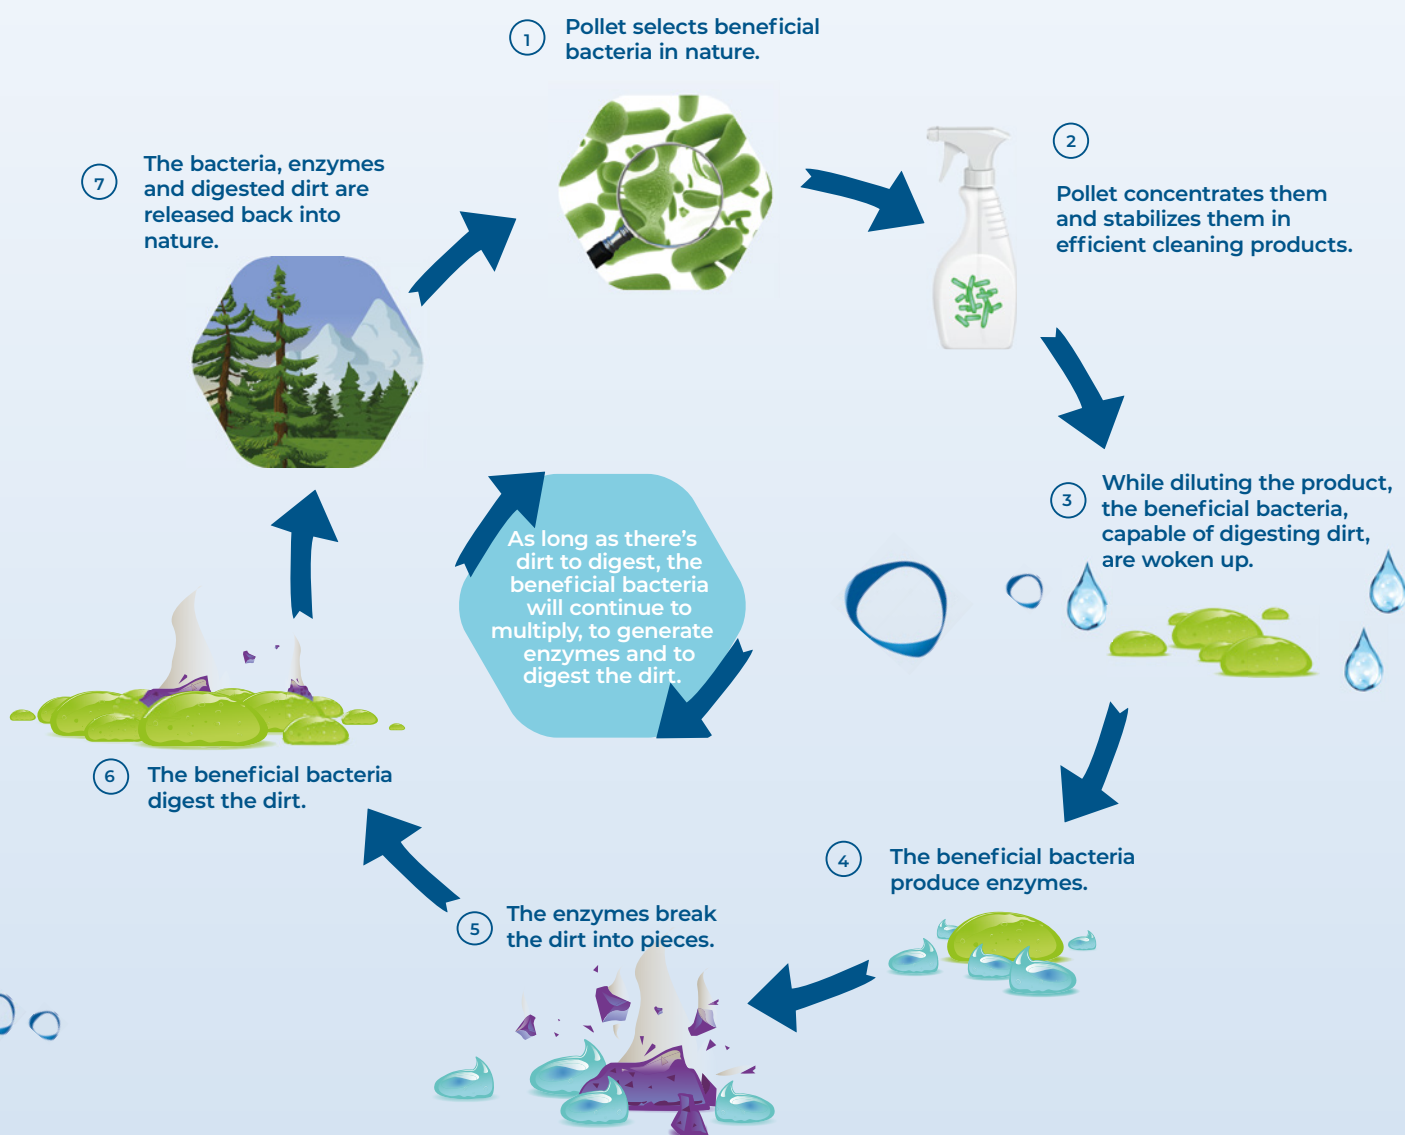 1
Pollet selects beneficial
bacteria in nature.
2
Pollet concentrates them
and stabilizes them in
efficient cleaning products.
3
While diluting the product,
the beneficial bacteria,
capable of digesting dirt,
are woken up.
4
The beneficial bacteria
produce enzymes.
5
The enzymes break
the dirt into pieces.
6
The beneficial bacteria
digest the dirt.
7
The bacteria, enzymes
and digested dirt are
released back into
nature.
As long as there’s
dirt to digest, the
beneficial bacteria
will continue to
multiply, to generate
enzymes and to
digest the dirt.